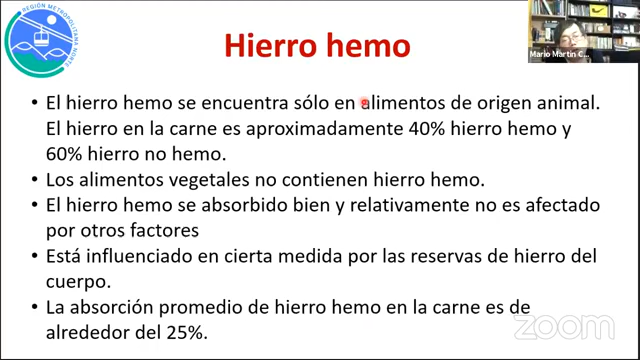 REGIÓN METROPOLITANA NORTE
Hierro hemo
Mario Martin C...
• El hierro hemo se encuentra sólo en alimentos de origen animal.
El hierro en la carne es aproximadamente 40% hierro hemo y
60% hierro no hemo.
• Los alimentos vegetales no contienen hierro hemo.
• El hierro hemo se absorbido bien y relativamente no es afectado
por otros factores
• Está influenciado en cierta medida por las reservas de hierro del
cuerpo.
• La absorción promedio de hierro hemo en la carne es de
alrededor del 25%.
zoom